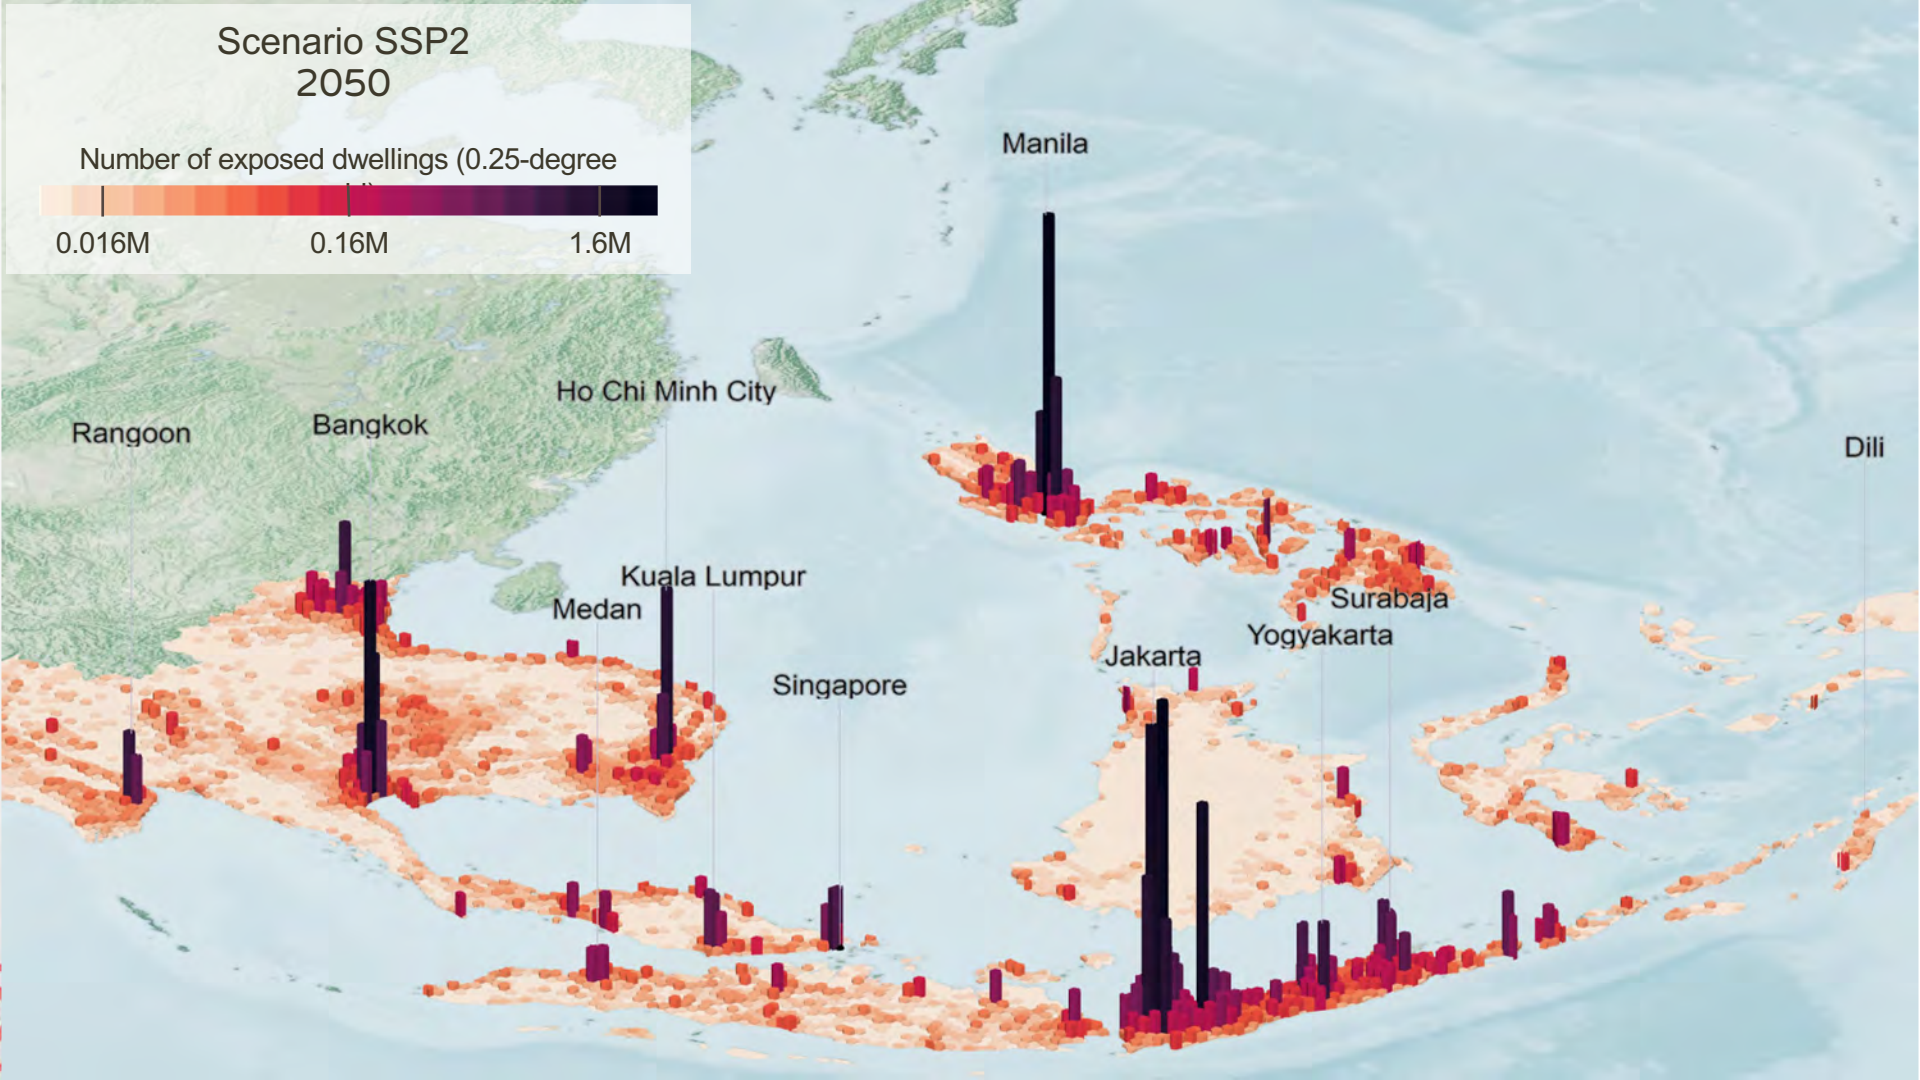 Scenario SSP2
2050
Number of exposed dwellings (0.25-degree
0.016M
0.16M
1.6M
Manila
Ho Chi Minh City
Bangkok
Rangoon
Dili
Kuala Lumpur
Medan
Surabaja
Yogyakarta
Jakarta
Singapore